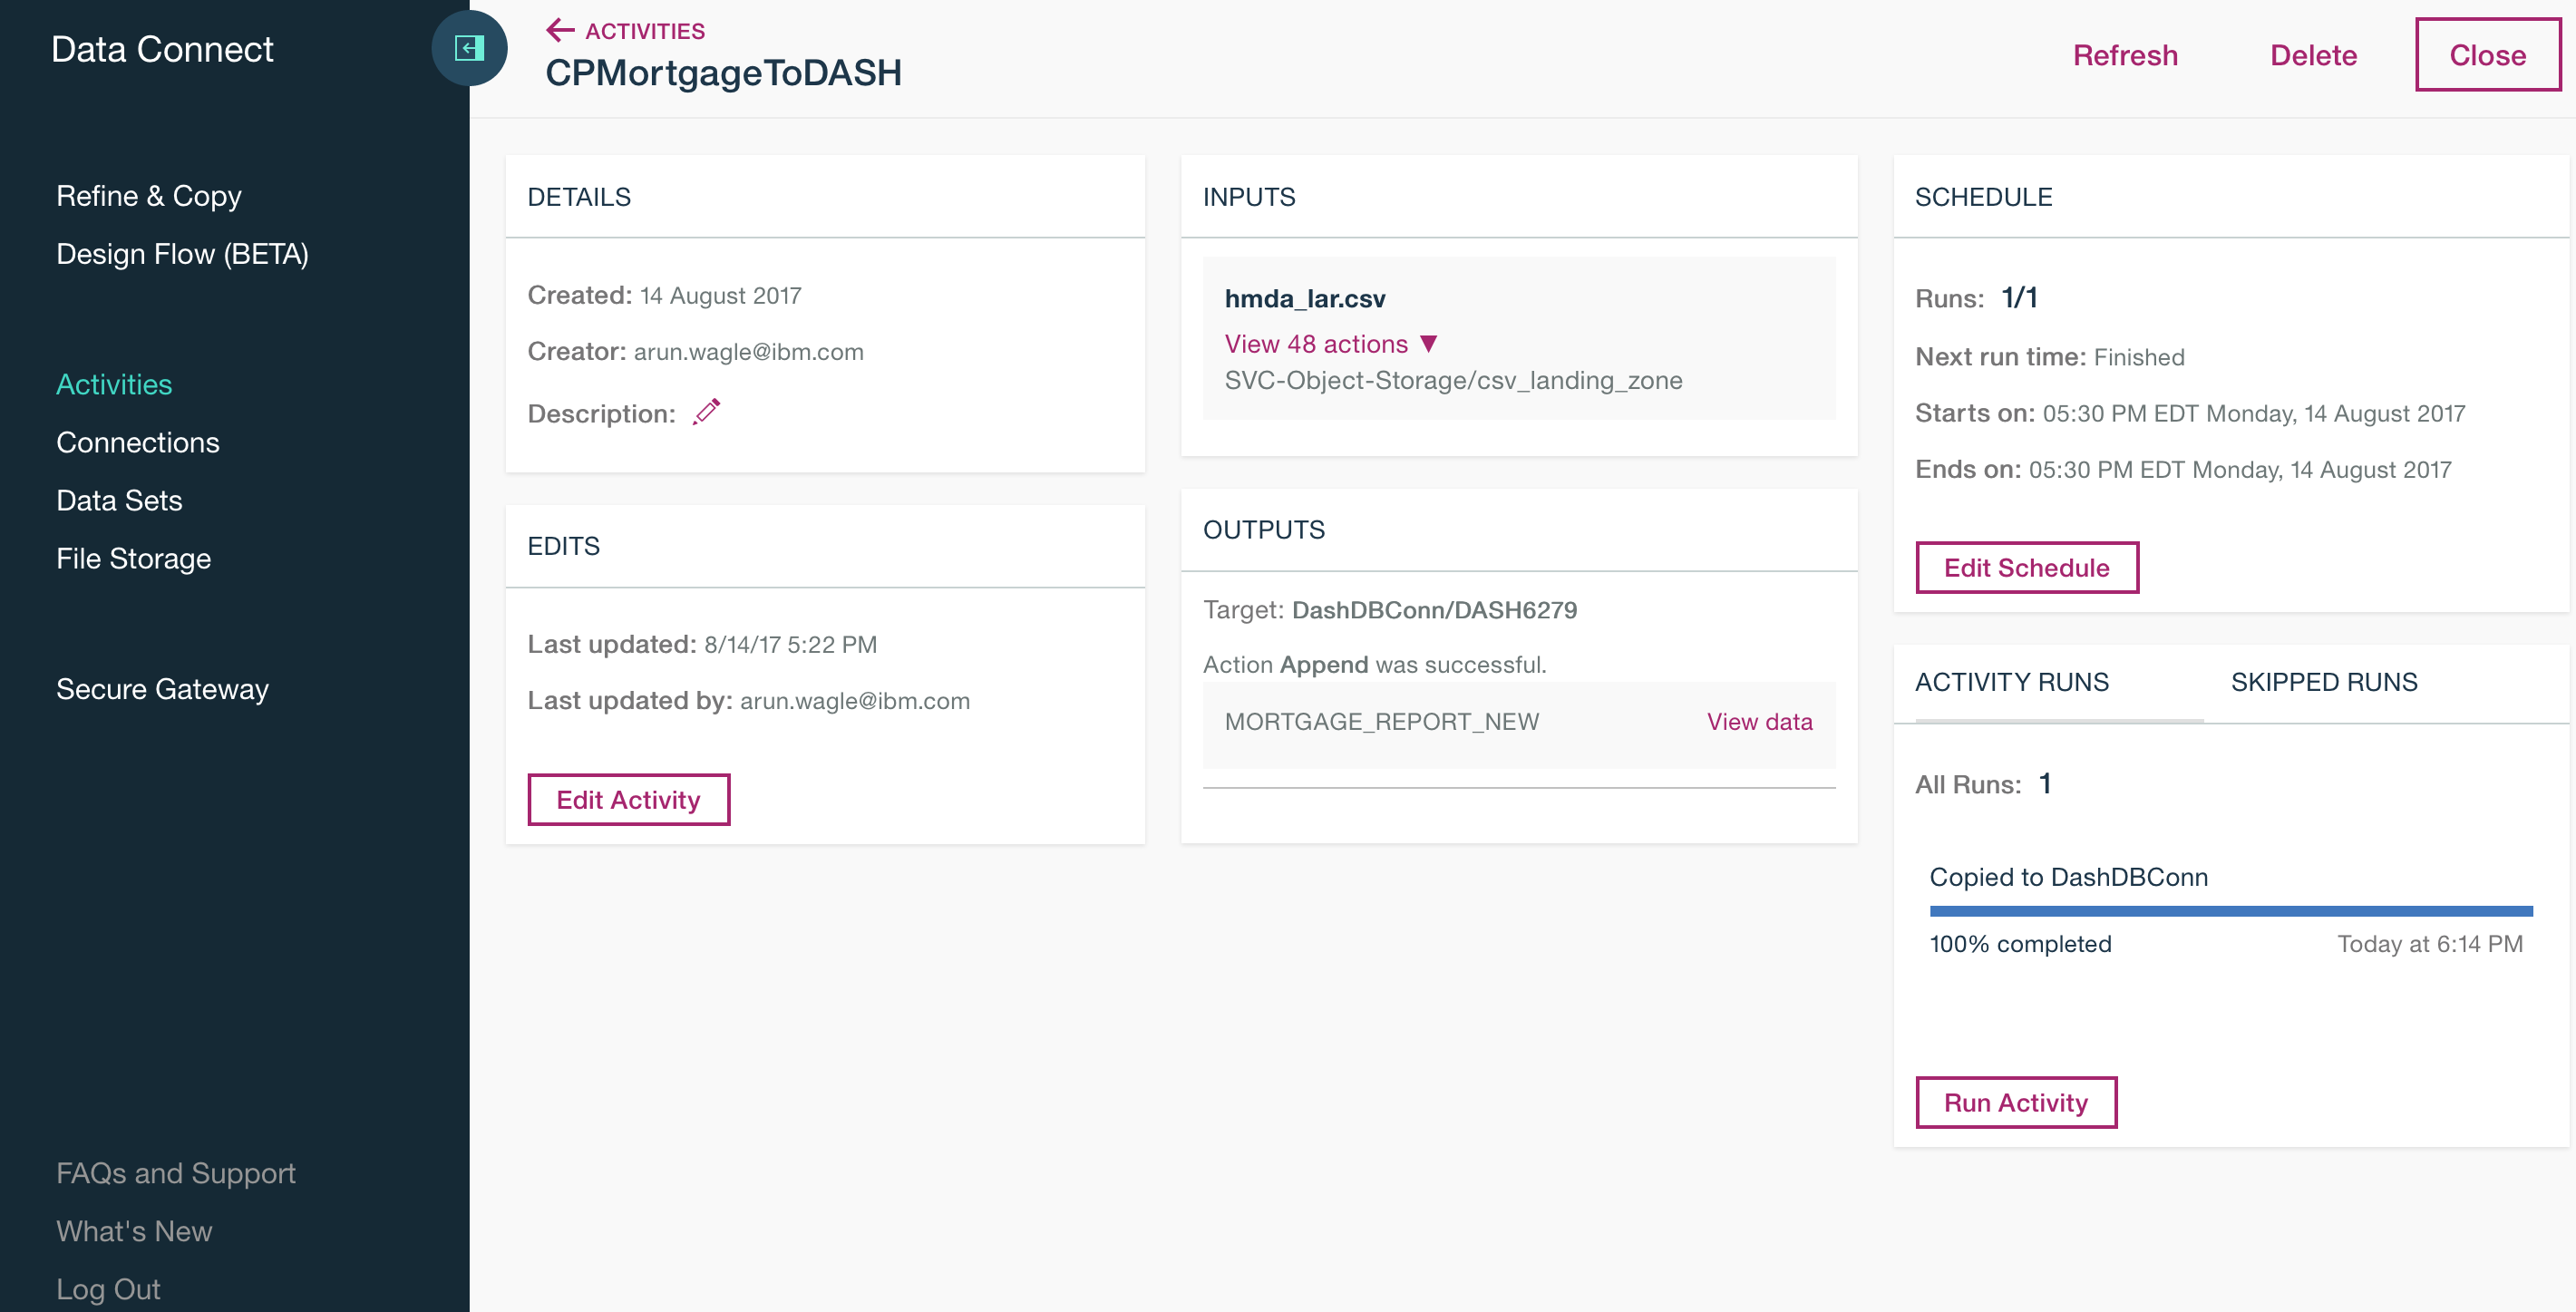 Data Connect
Refine & Copy
Design Flow (BETA)
Activities
Connections
Data Sets
File Storage
Secure Gateway
FAQs and Support
What's New
Log Out
ACTIVITIES
CPMortgageToDASH
Refresh
Delete
Close
DETAILS
Created: 14 August 2017
Creator: arun.wagle@ibm.com
Description:
EDITS
Last updated: 8/14/17 5:22 PM
Last updated by: arun.wagle@ibm.com
Edit Activity
INPUTS
hmda_lar.csv
View 48 actions ▼
SVC-Object-Storage/csv_landing_zone
OUTPUTS
Target: DashDBConn/DASH6279
Action Append was successful.
MORTGAGE_REPORT_NEW View data
SCHEDULE
Runs: 1/1
Next run time: Finished
Starts on: 05:30 PM EDT Monday, 14 August 2017
Ends on: 05:30 PM EDT Monday, 14 August 2017
Edit Schedule
ACTIVITY RUNS SKIPPED RUNS
All Runs: 1
Copied to DashDBConn
100% completed Today at 6:14 PM
Run Activity